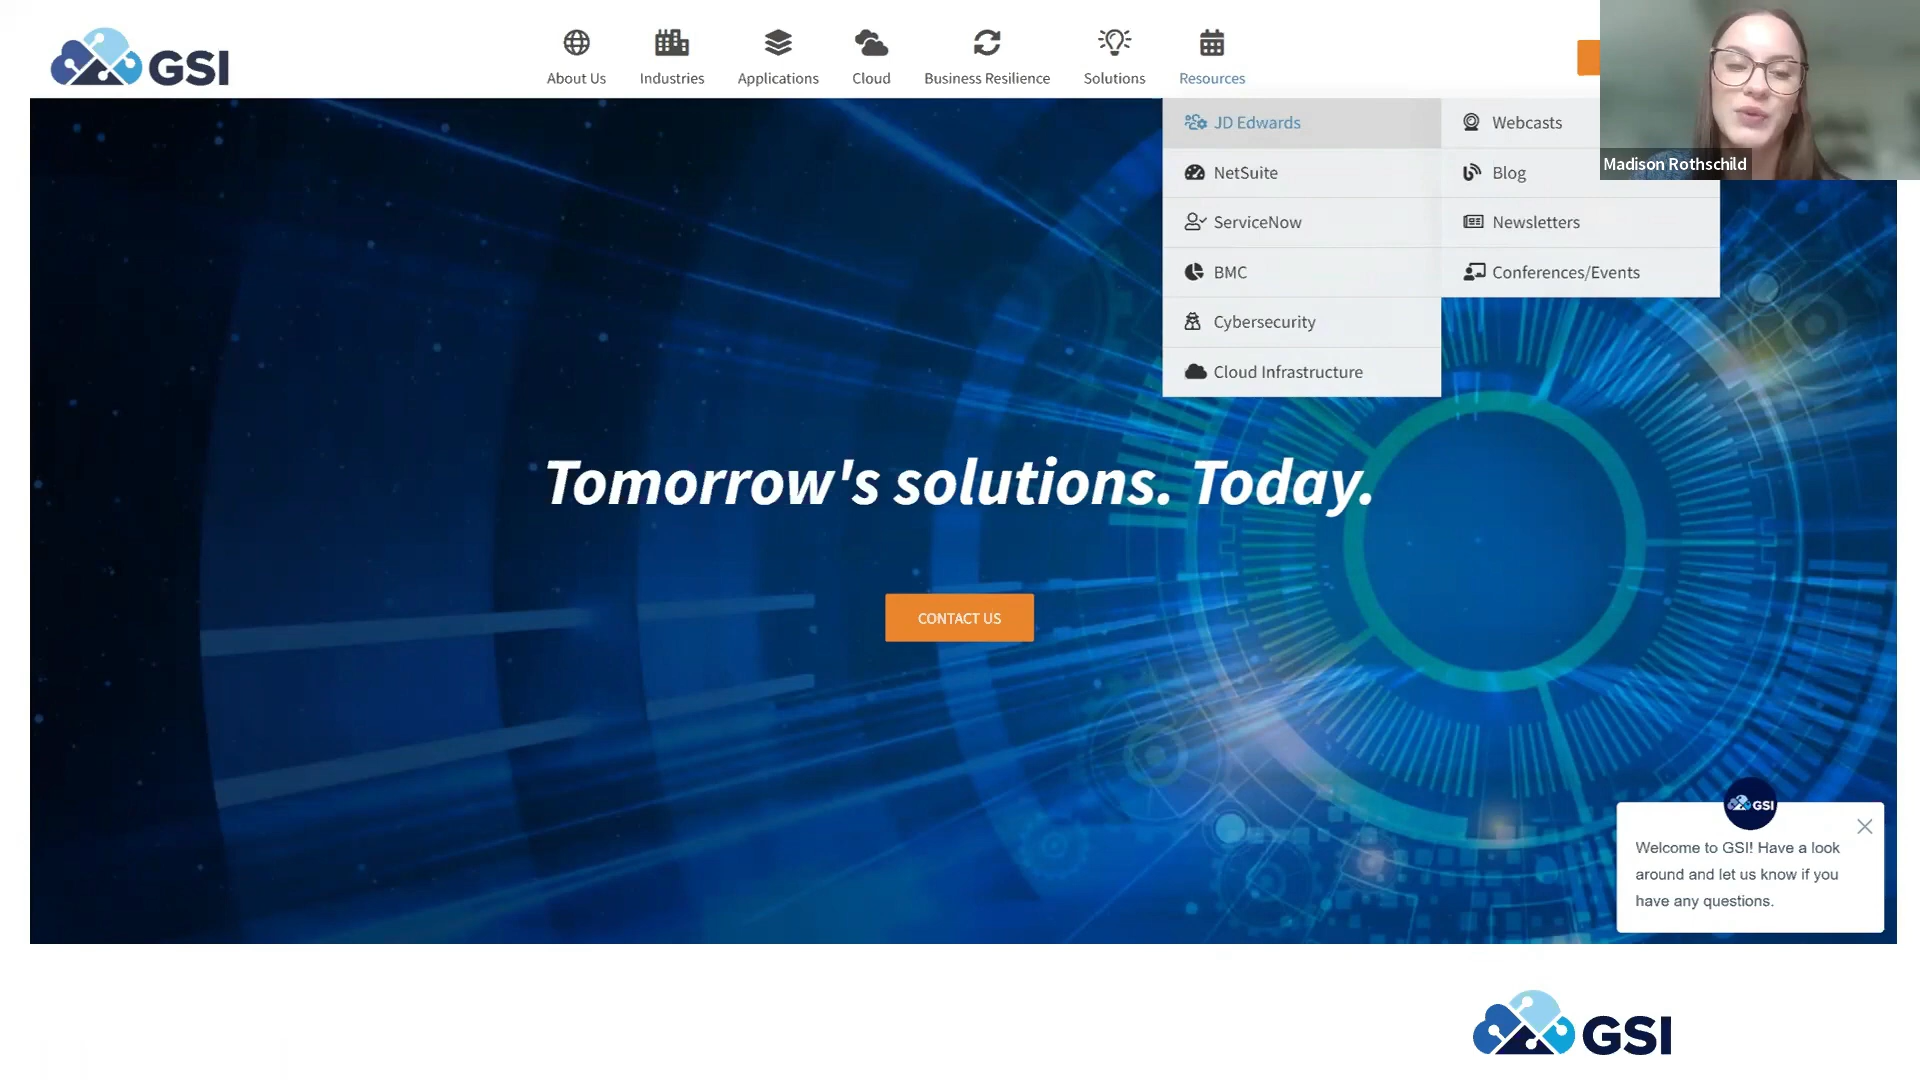 GSI
About Us
Industries
Applications
Cloud
Business Resilience
Solutions
Resources
JD Edwards
NetSuite
ServiceNow
BMC
Cybersecurity
Cloud Infrastructure
Webcasts
Blog
Newsletters
Conferences/Events
Madison Rothschild
Tomorrow's solutions. Today.
CONTACT US
GSI
Welcome to GSI! Have a look
around and let us know if you
have any questions.
GSI